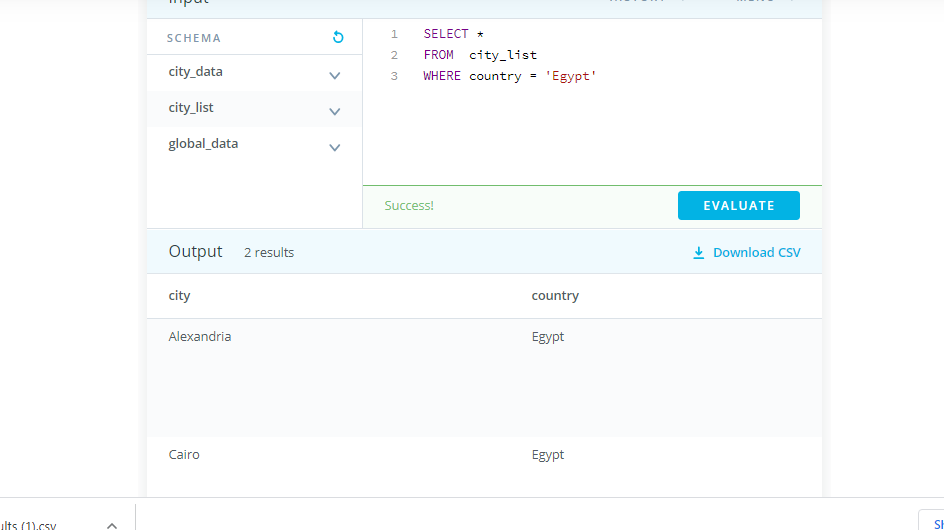 Input
SCHEMA
city_data
city_list
global_data
1 SELECT *
2 FROM city_list
3 WHERE country = 'Egypt'
Success!
EVALUATE
Output 2 results
Download CSV
city country
Alexandria Egypt
Cairo Egypt
ults (1).csv